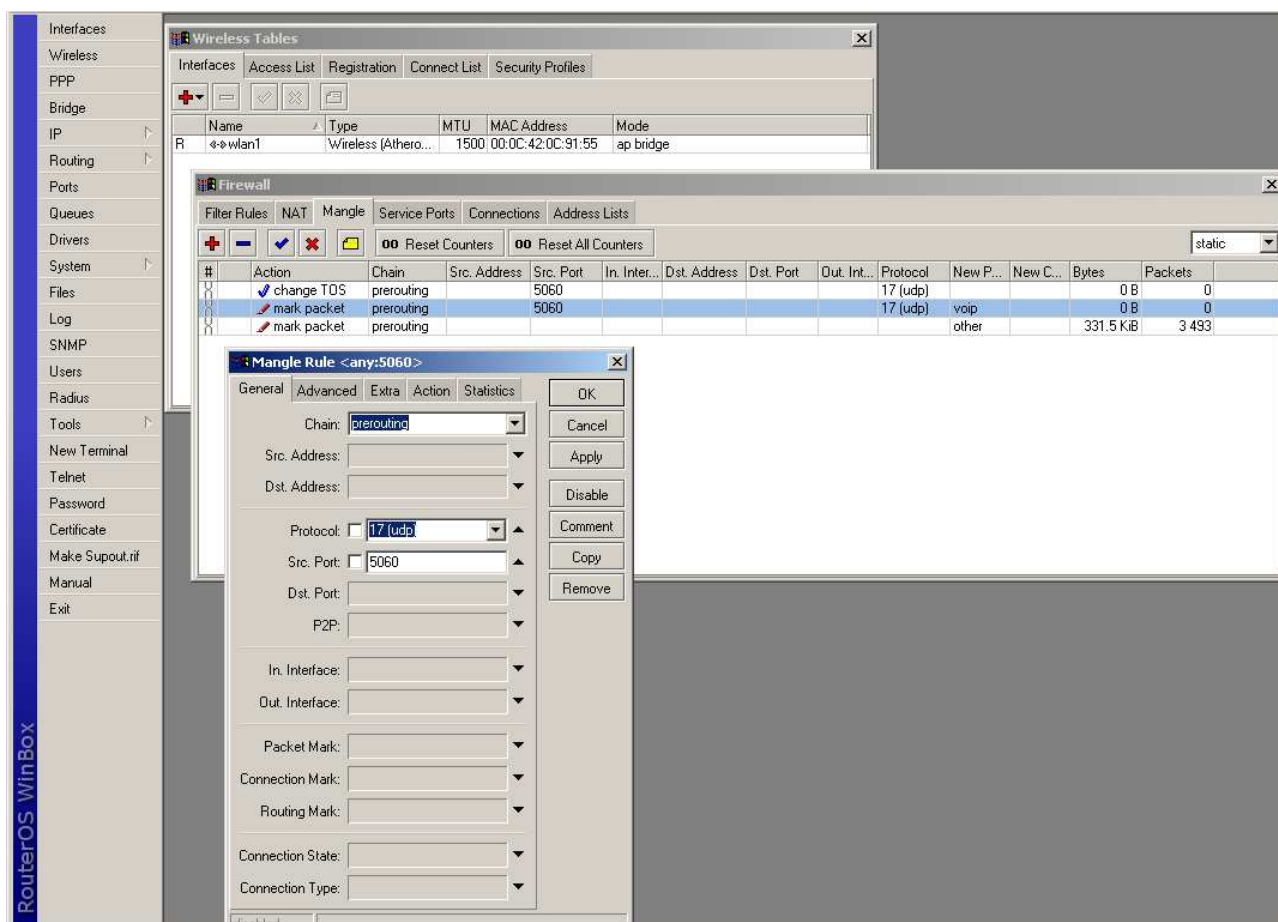 Interfaces
Wireless
PPP
Bridge
IP
Routing
Ports
Queues
Drivers
System
Files
Log
SNMP
Users
Radius
Tools
New Terminal
Telnet
Password
Certificate
Make Supout.rif
Manual
Exit
RouterOS WinBox
Wireless Tables
Interfaces Access List Registration Connect List Security Profiles
Name Type MTU MAC Address Mode
R wlan1 Wireless (Athero... 1500 00:0C:42:0C:91:55 ap bridge
Firewall
Filter Rules NAT Mangle Service Ports Connections Address Lists
00 Reset Counters 00 Reset All Counters static
# Action Chain Src. Address Src. Port In. Inter... Dst. Address Dst. Port Out. Int... Protocol New P... New C... Bytes Packets
change TOS prerouting 5060 17 (udp) 0 B 0
mark packet prerouting 5060 17 (udp) voip 0 B 0
mark packet prerouting other 331.5 KiB 3 493
Mangle Rule <any:5060>
General Advanced Extra Action Statistics
OK
Chain: prerouting
Cancel
Src. Address:
Apply
Dst. Address:
Disable
Protocol: 17 (udp)
Comment
Src. Port: 5060
Copy
Dst. Port:
Remove
P2P:
In. Interface:
Out. Interface:
Packet Mark:
Connection Mark:
Routing Mark:
Connection State:
Connection Type: